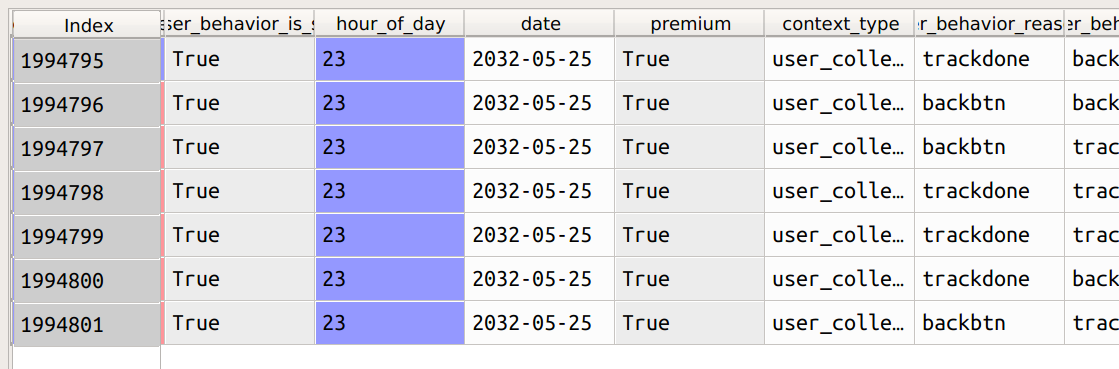 Index ser_behavior_is_s hour_of_day date premium context_type r_behavior_reas er_beh
1994795 True 23 2032-05-25 True user_colle… trackdone back
1994796 True 23 2032-05-25 True user_colle… backbtn back
1994797 True 23 2032-05-25 True user_colle… backbtn trac
1994798 True 23 2032-05-25 True user_colle… trackdone trac
1994799 True 23 2032-05-25 True user_colle… trackdone trac
1994800 True 23 2032-05-25 True user_colle… trackdone back
1994801 True 23 2032-05-25 True user_colle… backbtn trac